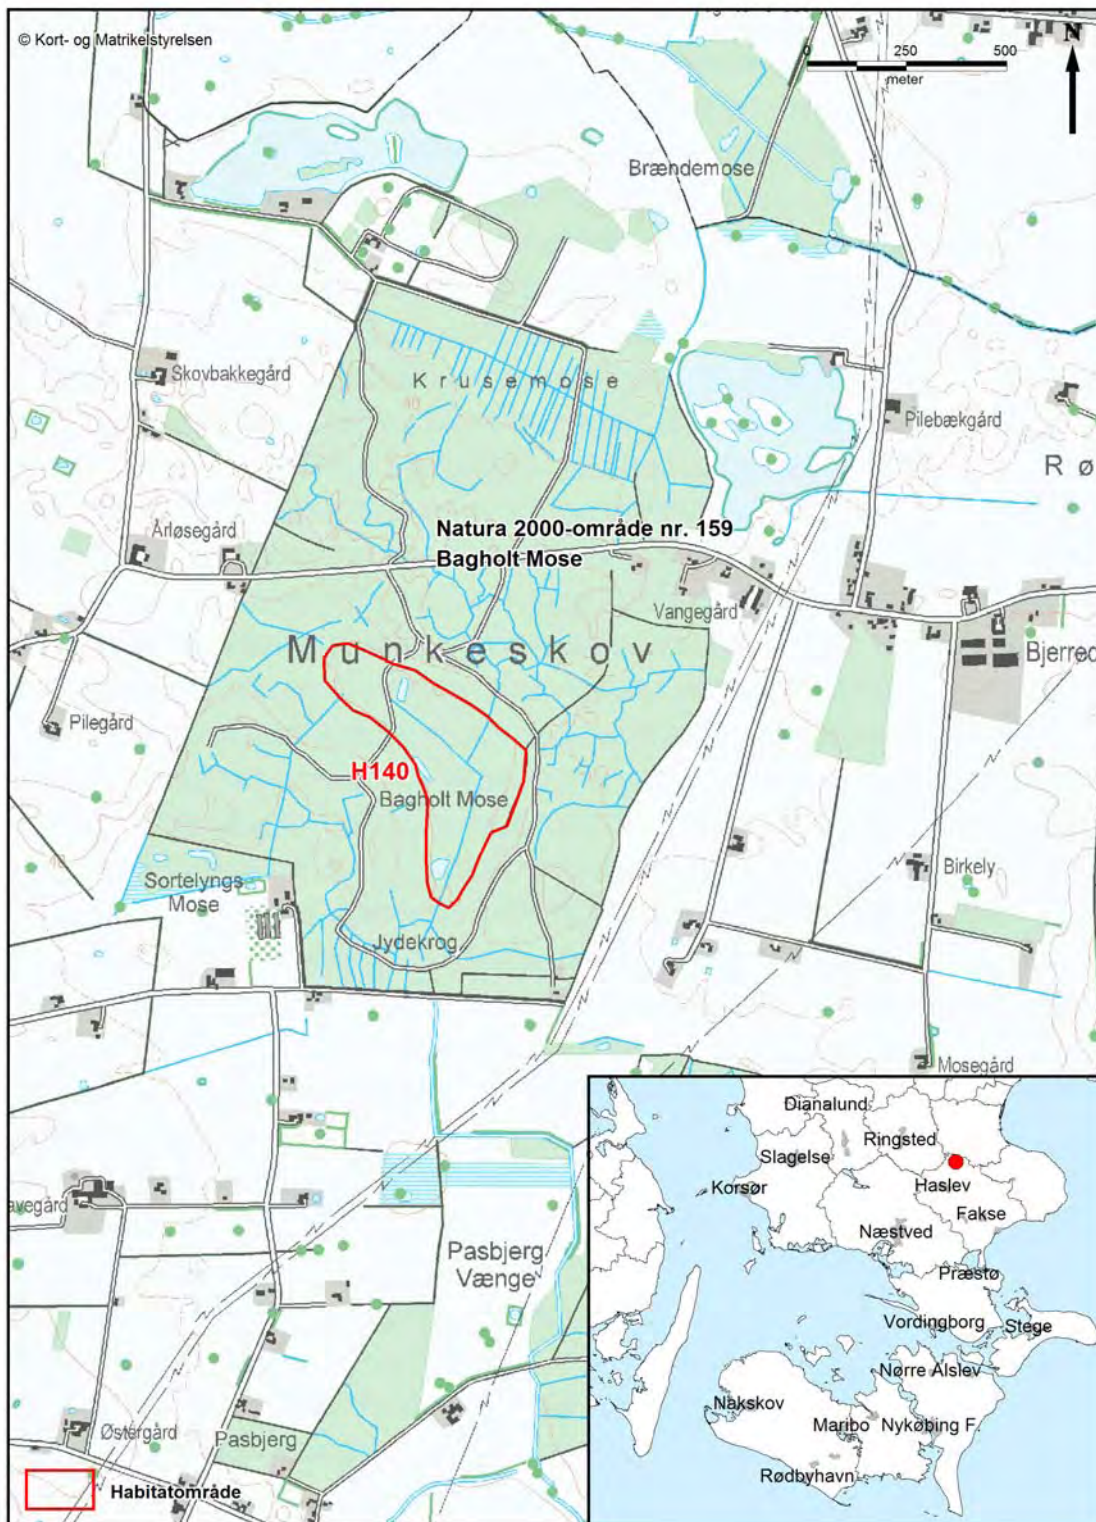 © Kort- og Matrikelstyrelsen
N
0 250 500
meter
Brændemose
Skovbakkegård
Krusemose
40
Pilebækgård
Rø
Natura 2000-område nr. 159
Bagholt Mose
Årløsegård
Vangegård
Munkeskov
Bjerred
Pilegård
H140
Bagholt Mose
Birkely
Sortelyngs
Mose
Jydekrog
Mosegård
Dianalund
Ringsted
Slagelse
Korsør
Haslev
Fakse
Næstved
Præstø
Vordingborg
Stege
Nørre Alslev
Nakskov
Maribo
Nykøbing F.
Rødbyhavn
avegård
Pasbjerg
Vænge
Østergård
Pasbjerg
Habitatområde